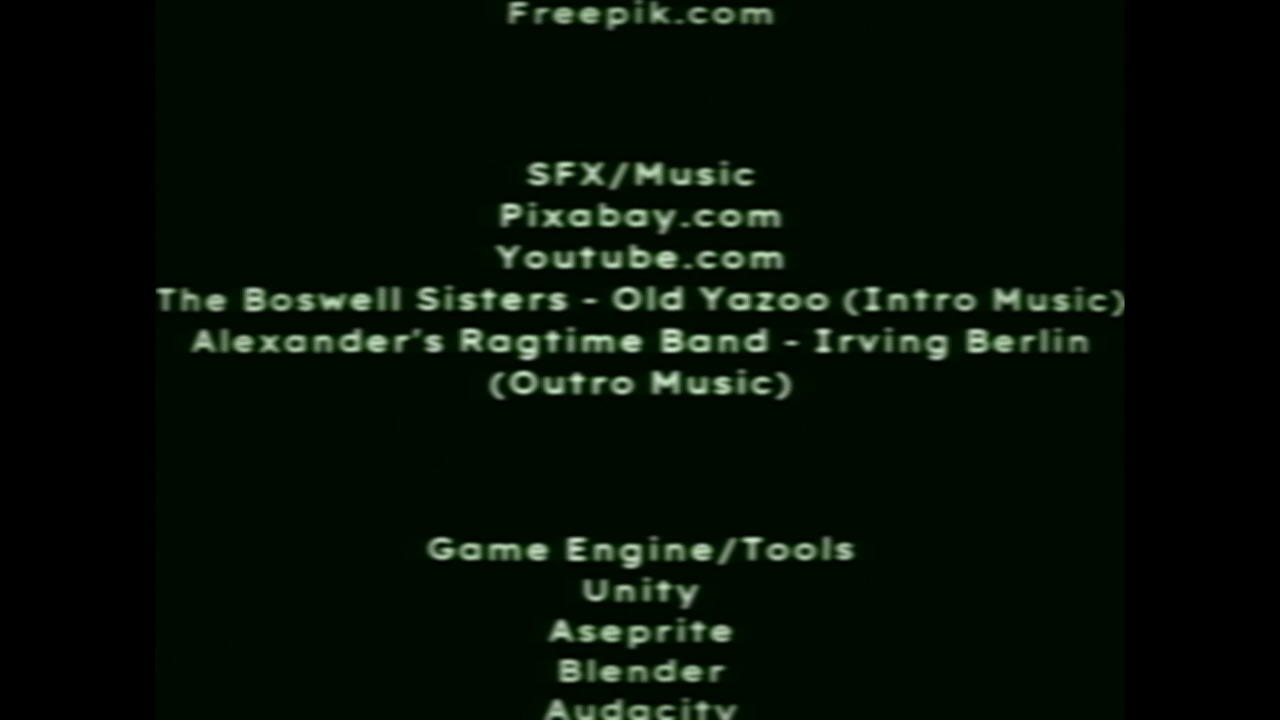 Freepik.com
SFX/Music
Pixabay.com
Youtube.com
The Boswell Sisters - Old Yazoo (Intro Music)
Alexander's Ragtime Band - Irving Berlin
(Outro Music)
Game Engine/Tools
Unity
Aseprite
Blender
Audacity